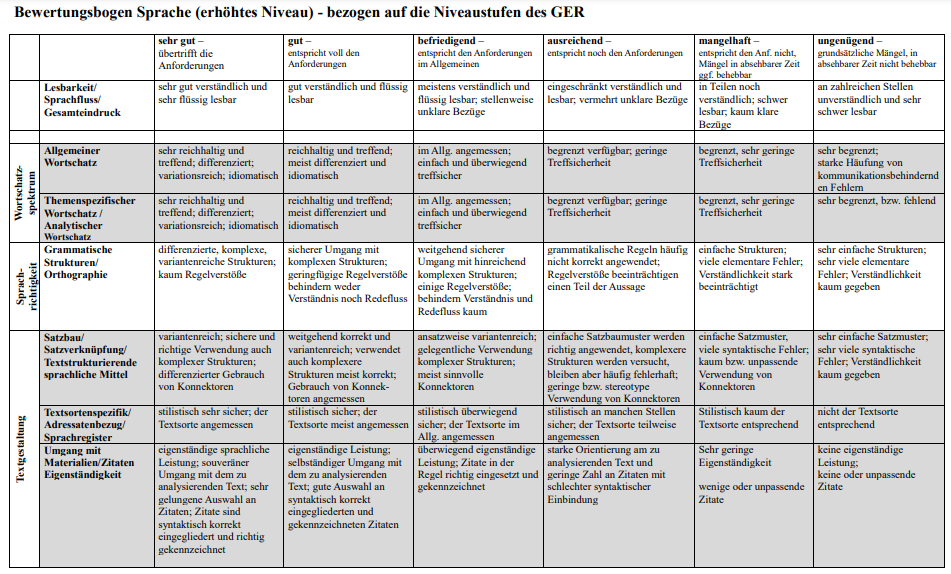 Bewertungsbogen Sprache (erhöhtes Niveau) - bezogen auf die Niveaustufen des GER
sehr gut –
übertrifft die
Anforderungen
gut –
entspricht voll den
Anforderungen
befriedigend –
entspricht den Anforderungen
im Allgemeinen
ausreichend –
entspricht noch den Anforderungen
mangelhaft –
entspricht den Anf. nicht,
Mängel in absehbarer Zeit
ggf. behebbar
ungenügend –
grundsätzliche Mängel, in
absehbarer Zeit nicht behebbar
Lesbarkeit/
Sprachfluss/
Gesamteindruck
sehr gut verständlich und
sehr flüssig lesbar
gut verständlich und flüssig
lesbar
meistens verständlich und
flüssig lesbar; stellenweise
unklare Bezüge
eingeschränkt verständlich und
lesbar; vermehrt unklare Bezüge
in Teilen noch
verständlich; schwer
lesbar; kaum klare
Bezüge
an zahlreichen Stellen
unverständlich und sehr
schwer lesbar
Wortschatz-
spektrum
Allgemeiner
Wortschatz
sehr reichhaltig und
treffend; differenziert;
variationsreich; idiomatisch
reichhaltig und treffend;
meist differenziert und
idiomatisch
im Allg. angemessen;
einfach und überwiegend
treffsicher
begrenzt verfügbar; geringe
Treffsicherheit
begrenzt, sehr geringe
Treffsicherheit
sehr begrenzt;
starke Häufung von
kommunikationsbehindernd
en Fehlern
Themenspezifischer
Wortschatz /
Analytischer
Wortschatz
sehr reichhaltig und
treffend; differenziert;
variationsreich; idiomatisch
reichhaltig und treffend;
meist differenziert und
idiomatisch
im Allg. angemessen;
einfach und überwiegend
treffsicher
begrenzt verfügbar; geringe
Treffsicherheit
begrenzt, sehr geringe
Treffsicherheit
sehr begrenzt, bzw. fehlend
Sprach-
richtigkeit
Grammatische
Strukturen/
Orthographie
differenzierte, komplexe,
variantenreiche Strukturen;
kaum Regelverstöße
sicherer Umgang mit
komplexen Strukturen;
geringfügige Regelverstöße
behindern weder
Verständnis noch Redefluss
weitgehend sicherer
Umgang mit hinreichend
komplexen Strukturen;
einige Regelverstöße;
behindern Verständnis und
Redefluss kaum
grammatikalische Regeln häufig
nicht korrekt angewendet;
Regelverstöße beeinträchtigen
einen Teil der Aussage
einfache Strukturen;
viele elementare Fehler;
Verständlichkeit stark
beeinträchtigt
sehr einfache Strukturen;
sehr viele elementare
Fehler; Verständlichkeit
kaum gegeben
Textgestaltung
Satzbau/
Satzverknüpfung/
Textstrukturierende
sprachliche Mittel
variantenreich; sichere und
richtige Verwendung auch
komplexer Strukturen;
differenzierter Gebrauch
von Konnektoren
weitgehend korrekt und
variantenreich; verwendet
auch komplexere
Strukturen meist korrekt;
Gebrauch von Konnek-
toren angemessen
ansatzweise variantenreich;
gelegentliche Verwendung
komplexer Strukturen;
meist sinnvolle
Konnektoren
einfache Satzbaumuster werden
richtig angewendet, komplexere
Strukturen werden versucht,
bleiben aber häufig fehlerhaft;
geringe bzw. stereotype
Verwendung von Konnektoren
einfache Satzmuster,
viele syntaktische Fehler;
kaum bzw. unpassende
Verwendung von
Konnektoren
sehr einfache Satzmuster;
sehr viele syntaktische
Fehler; Verständlichkeit
kaum gegeben
Textsortenspezifik/
Adressatenbezug/
Sprachregister
stilistisch sehr sicher; der
Textsorte angemessen
stilistisch sicher; der
Textsorte meist angemessen
stilistisch überwiegend
sicher; der Textsorte im
Allg. angemessen
stilistisch an manchen Stellen
sicher; der Textsorte teilweise
angemessen
Stilistisch kaum der
Textsorte entsprechend
nicht der Textsorte
entsprechend
Umgang mit
Materialien/Zitaten
Eigenständigkeit
eigenständige sprachliche
Leistung; souveräner
Umgang mit dem zu
analysierenden Text; sehr
gelungene Auswahl an
Zitaten; Zitate sind
syntaktisch korrekt
eingegliedert und richtig
gekennzeichnet
eigenständige Leistung;
selbständiger Umgang mit
dem zu analysierenden
Text; gute Auswahl an
syntaktisch korrekt
eingegliederten und
gekennzeichneten Zitaten
überwiegend eigenständige
Leistung; Zitate in der
Regel richtig eingesetzt und
gekennzeichnet
starke Orientierung am zu
analysierenden Text und
geringe Zahl an Zitaten mit
schlechter syntaktischer
Einbindung
Sehr geringe
Eigenständigkeit
wenige oder unpassende
Zitate
keine eigenständige
Leistung;
keine oder unpassende
Zitate